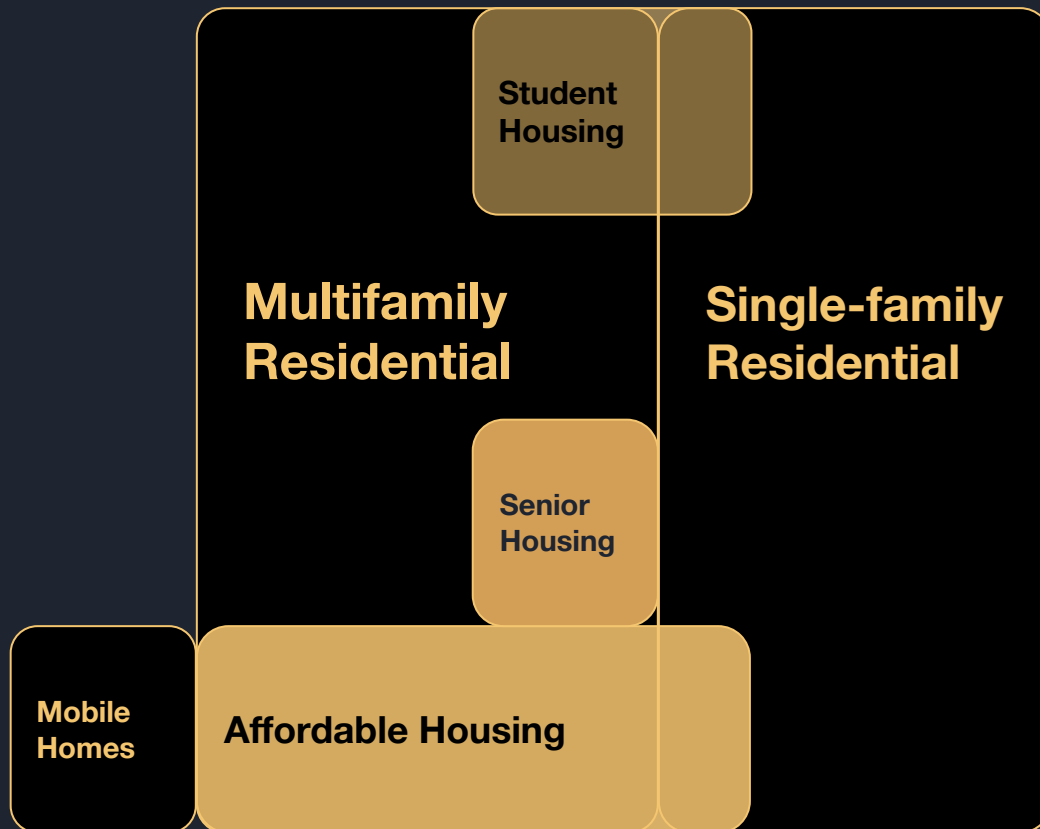 Student
Housing
Multifamily
Residential
Single-family
Residential
Senior
Housing
Mobile
Homes
Affordable Housing